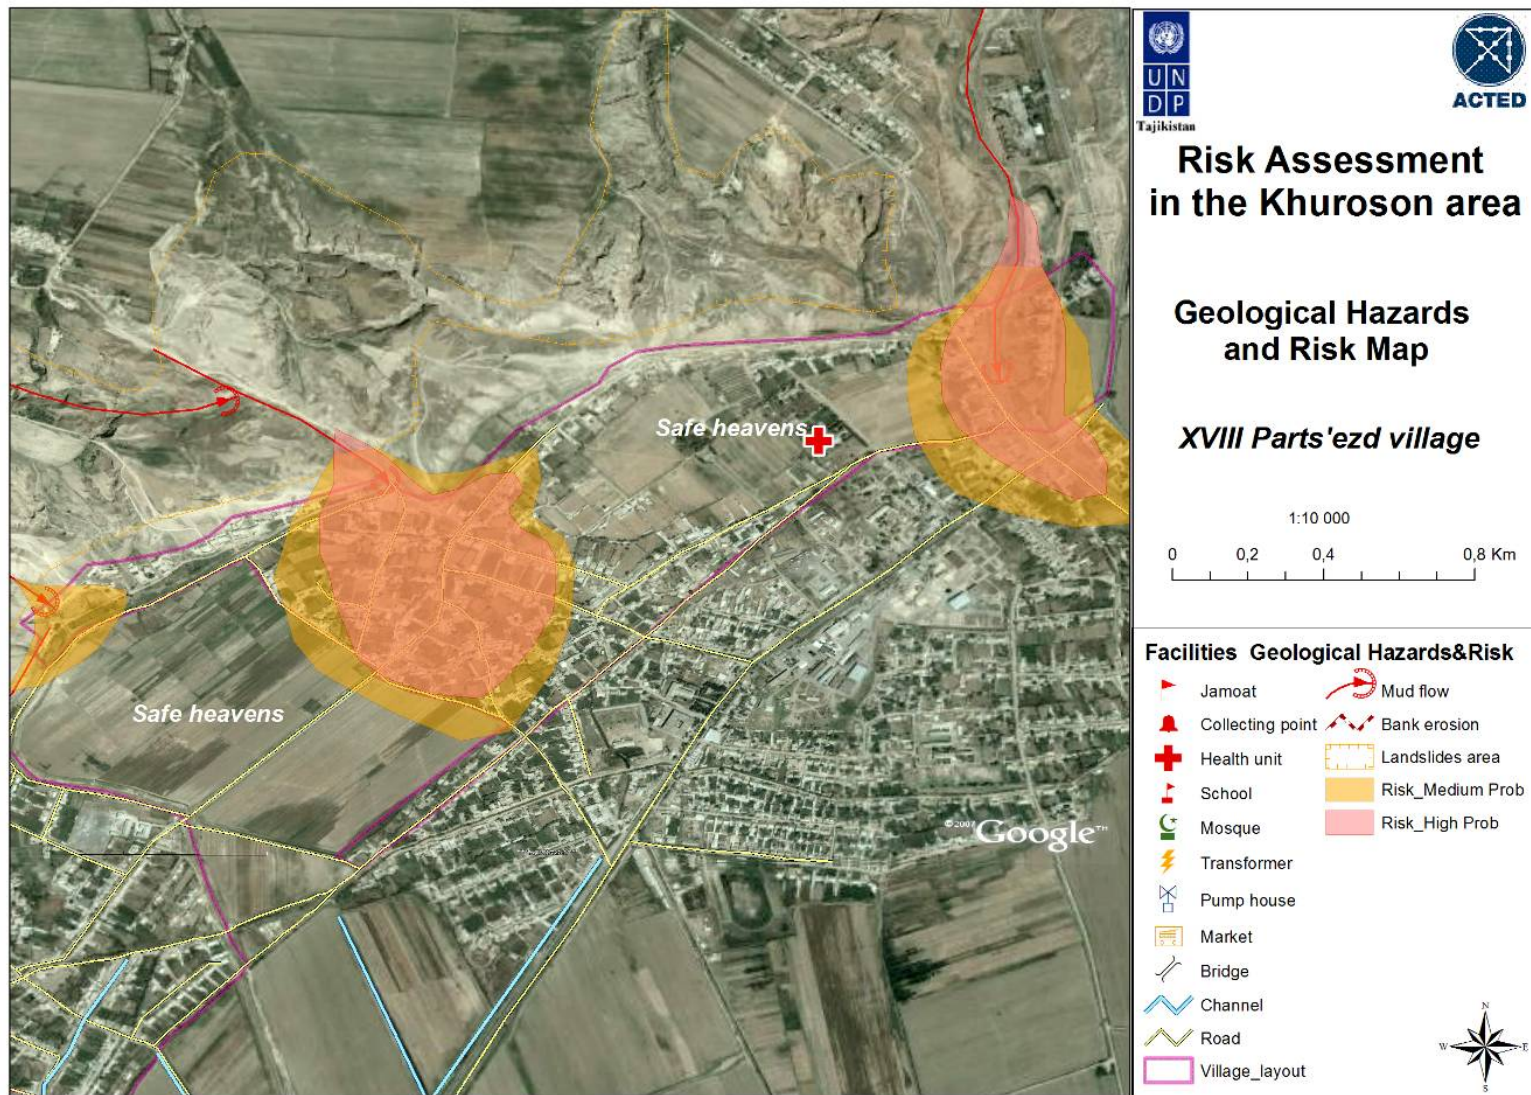 UN
DP
Tajikistan
ACTED
Risk Assessment
in the Khuroson area
Geological Hazards
and Risk Map
XVIII Parts'ezd village
1:10 000
0 0,2 0,4 0,8 Km
Safe heavens
Safe heavens
©2007 Google™
Facilities Geological Hazards&Risk
Jamoat
Mud flow
Collecting point
Bank erosion
Health unit
Landslides area
School
Risk_Medium Prob
Mosque
Risk_High Prob
Transformer
Pump house
Market
Bridge
Channel
Road
Village_layout
N
W E
S